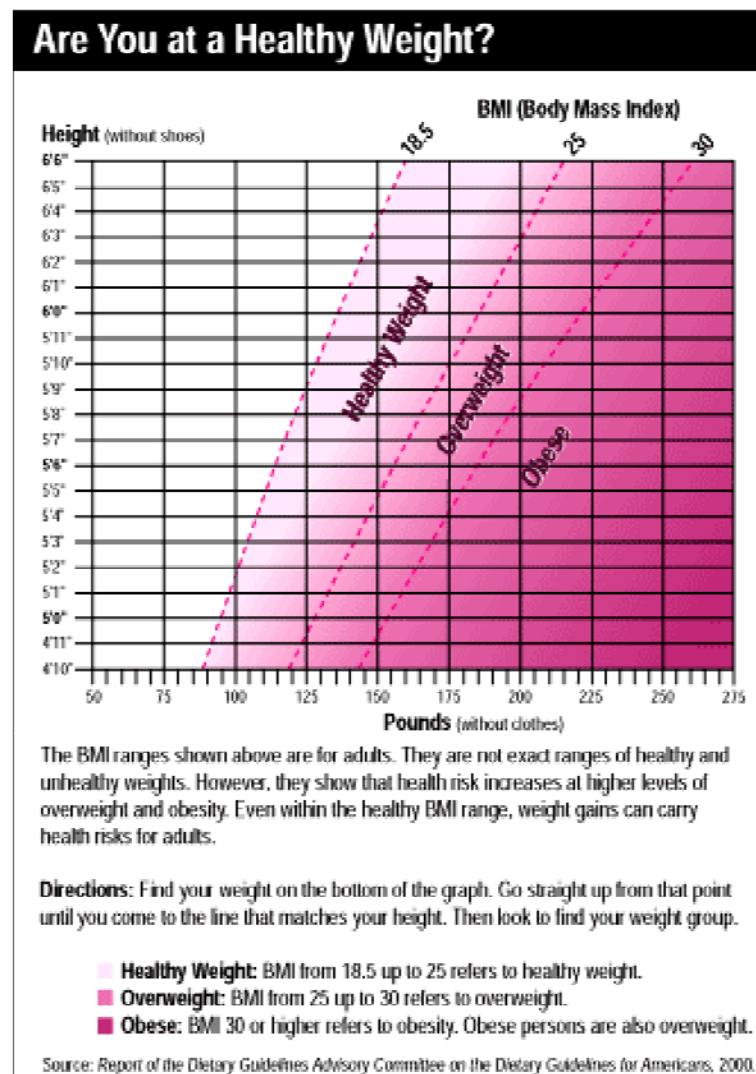 Are You at a Healthy Weight?
BMI (Body Mass Index)
Height (without shoes)
18.5
25
30
6'6"
6'5"
6'4"
6'3"
6'2"
6'1"
6'0"
5'11"
5'10"
5'9"
5'8"
5'7"
5'6"
5'5"
5'4"
5'3"
5'2"
5'1"
5'0"
4'11"
4'10"
Healthy Weight
Overweight
Obese
50 75 100 125 150 175 200 225 250 275
Pounds (without clothes)
The BMI ranges shown above are for adults. They are not exact ranges of healthy and
unhealthy weights. However, they show that health risk increases at higher levels of
overweight and obesity. Even within the healthy BMI range, weight gains can carry
health risks for adults.
Directions: Find your weight on the bottom of the graph. Go straight up from that point
until you come to the line that matches your height. Then look to find your weight group.
Healthy Weight: BMI from 18.5 up to 25 refers to healthy weight.
Overweight: BMI from 25 up to 30 refers to overweight.
Obese: BMI 30 or higher refers to obesity. Obese persons are also overweight.
Source: Report of the Dietary Guidelines Advisory Committee on the Dietary Guidelines for Americans, 2000.